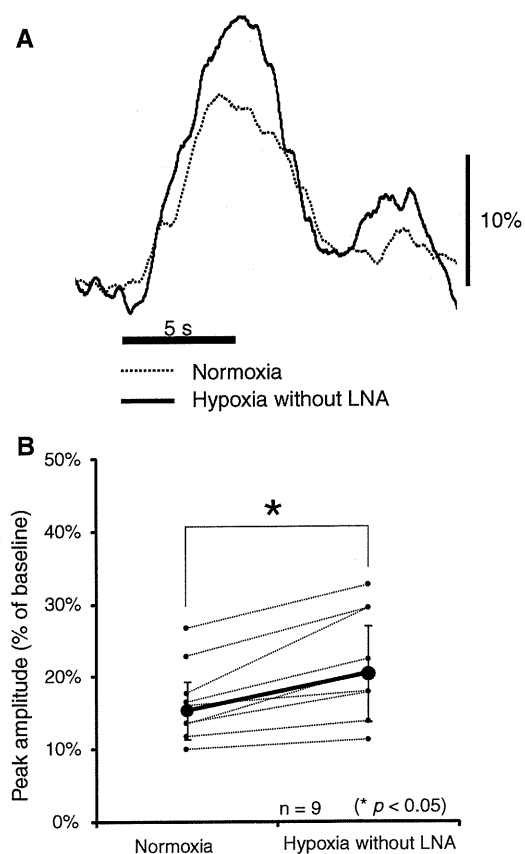 A
10%
5 s
Normoxia
Hypoxia without LNA
B
50%
40%
30%
20%
10%
0%
Peak amplitude (% of baseline)
*
n = 9 (* p < 0.05)
Normoxia Hypoxia without LNA